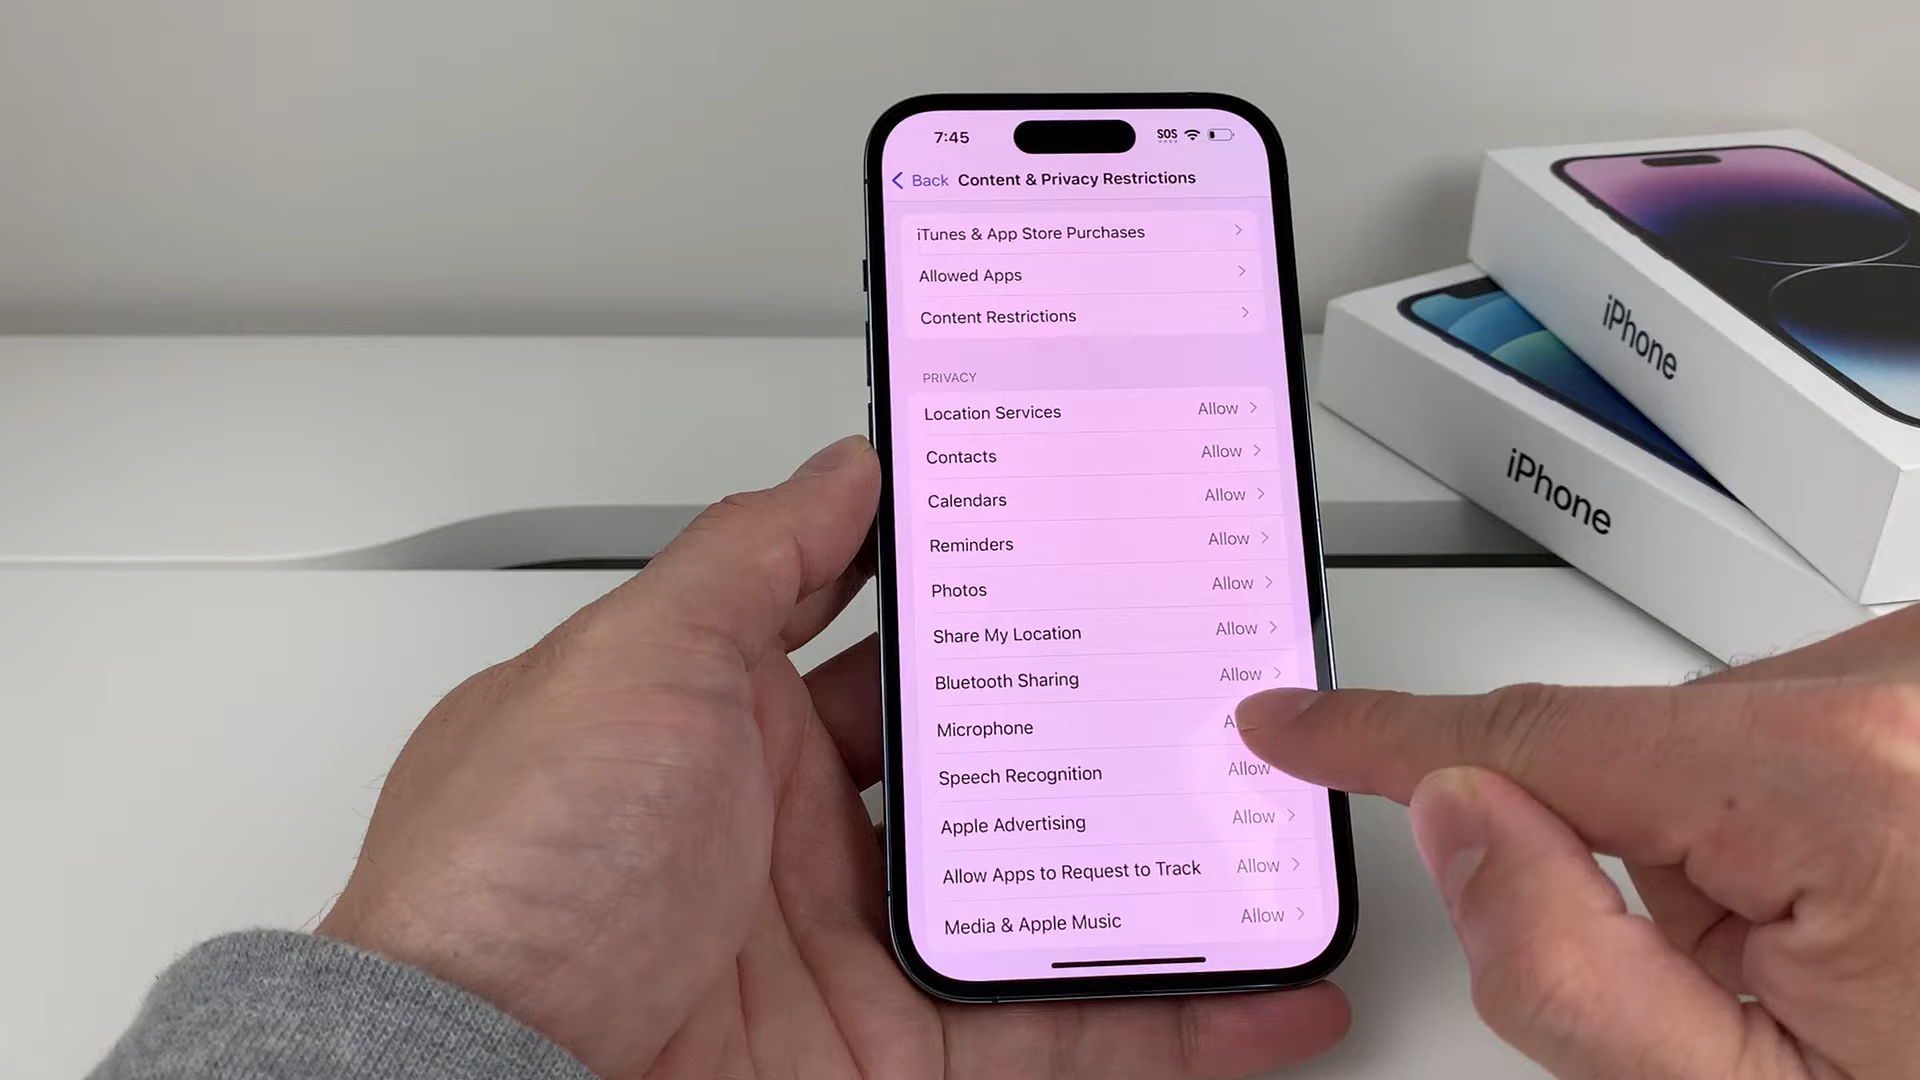 7:45
SOS
Back Content & Privacy Restrictions
iTunes & App Store Purchases
Allowed Apps
Content Restrictions
PRIVACY
Location Services Allow
Contacts Allow
Calendars Allow
Reminders Allow
Photos Allow
Share My Location Allow
Bluetooth Sharing Allow
Microphone
Speech Recognition Allow
Apple Advertising Allow
Allow Apps to Request to Track Allow
Media & Apple Music Allow
iPhone
iPhone